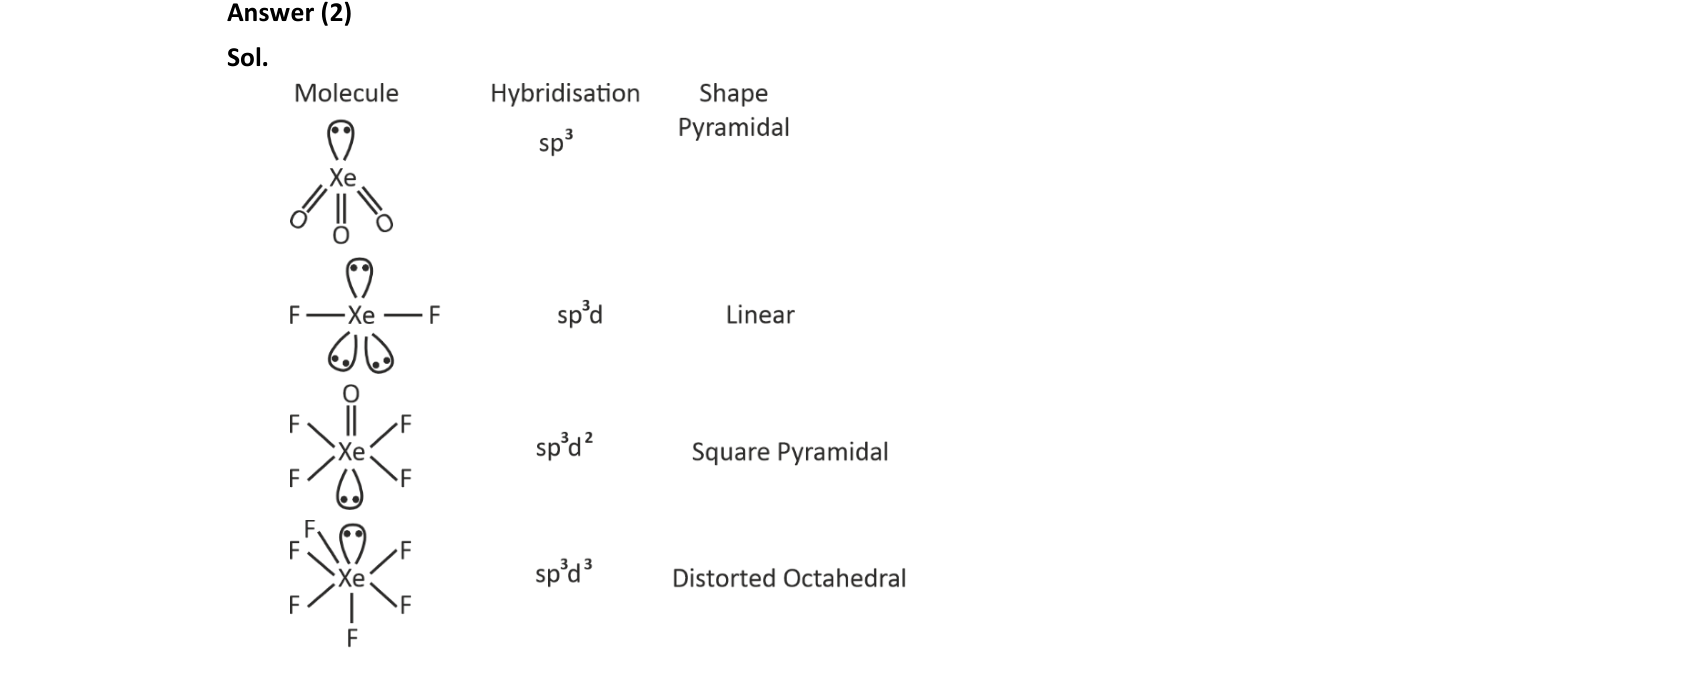 Answer (2)
Sol.
Molecule Hybridisation Shape
Xe
O O O
sp³ Pyramidal
F Xe F sp³d Linear
O
F F
Xe sp³d² Square Pyramidal
F F
F
F F
Xe sp³d³ Distorted Octahedral
F F
F